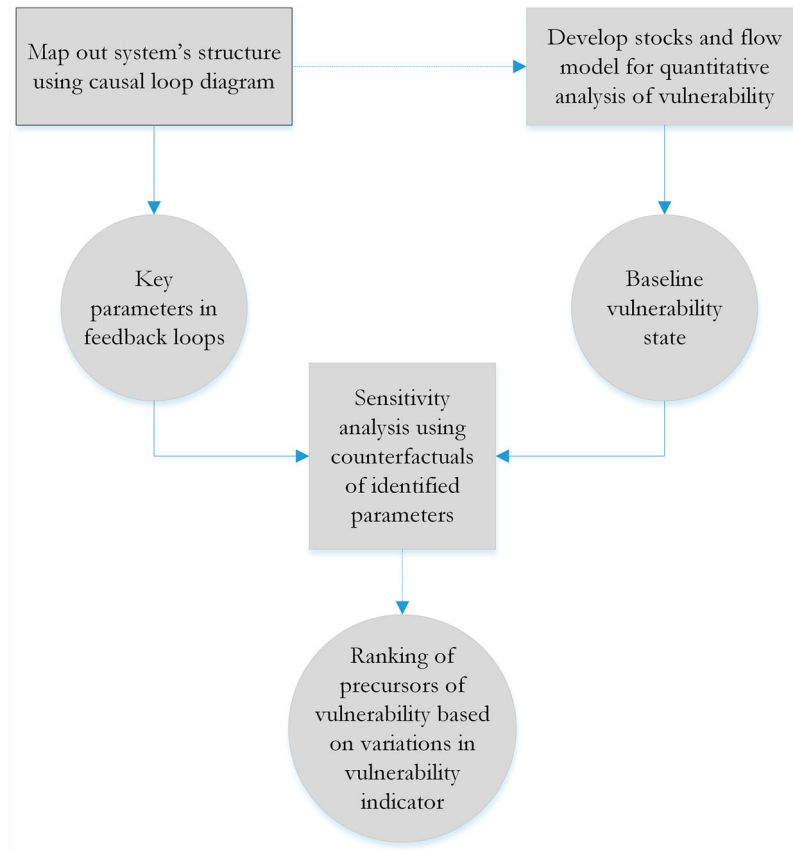 Map out system's structure
using causal loop diagram
Develop stocks and flow
model for quantitative
analysis of vulnerability
Key
parameters in
feedback loops
Baseline
vulnerability
state
Sensitivity
analysis using
counterfactuals
of identified
parameters
Ranking of
precursors of
vulnerability based
on variations in
vulnerability
indicator